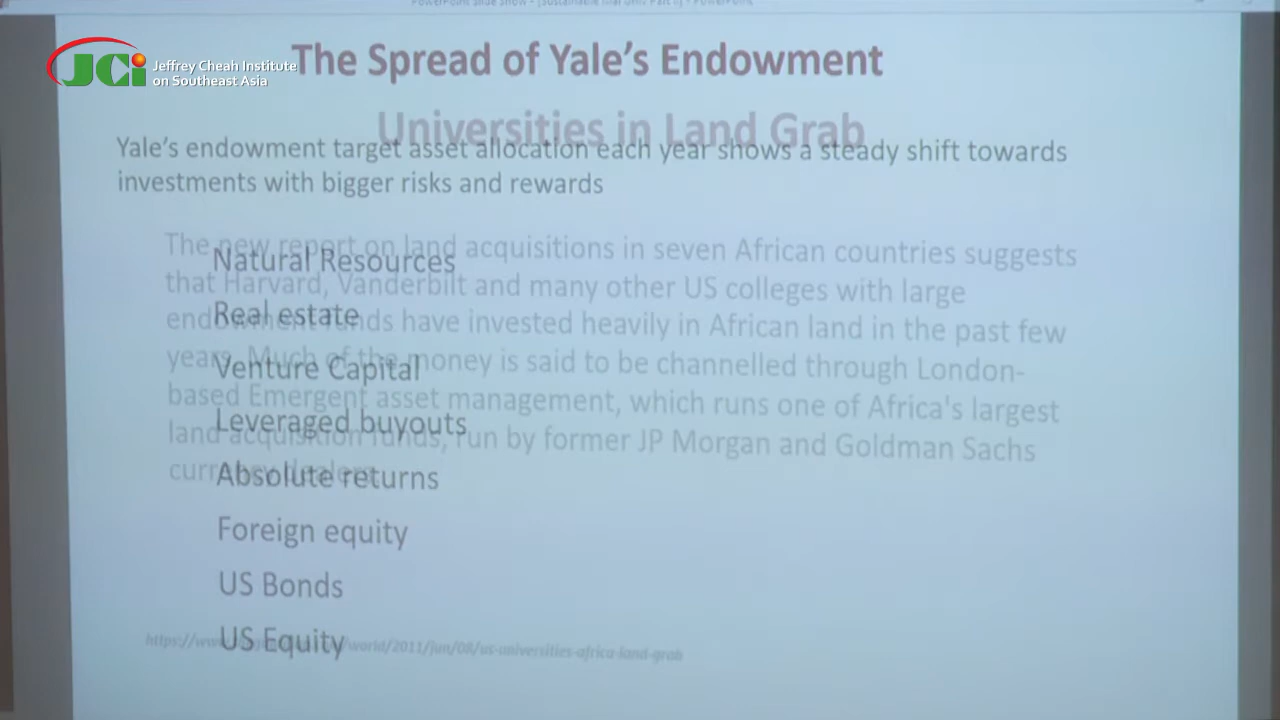 PowerPoint Slide Show - [Sustainable
PowerPoint
JCi
Jeffrey Cheah Institute
on Southeast Asia
The Spread of Yale's Endowment
Universities in Land Grab
Yale's endowment target asset allocation each year shows a steady shift towards
investments with bigger risks and rewards
The new report on land acquisitions in seven African countries suggests
that Harvard, Vanderbilt and many other US colleges with large
endowment funds have invested heavily in African land in the past few
years. Much of the money is said to be channelled through London-
based Emergent asset management, which runs one of Africa's largest
land acquisition funds, run by former JP Morgan and Goldman Sachs
currency dealers
Natural Resources
Real estate
Venture Capital
Leveraged buyouts
Absolute returns
Foreign equity
US Bonds
US Equity
/world/2011/jun/08/us-universities-africa-land-grab